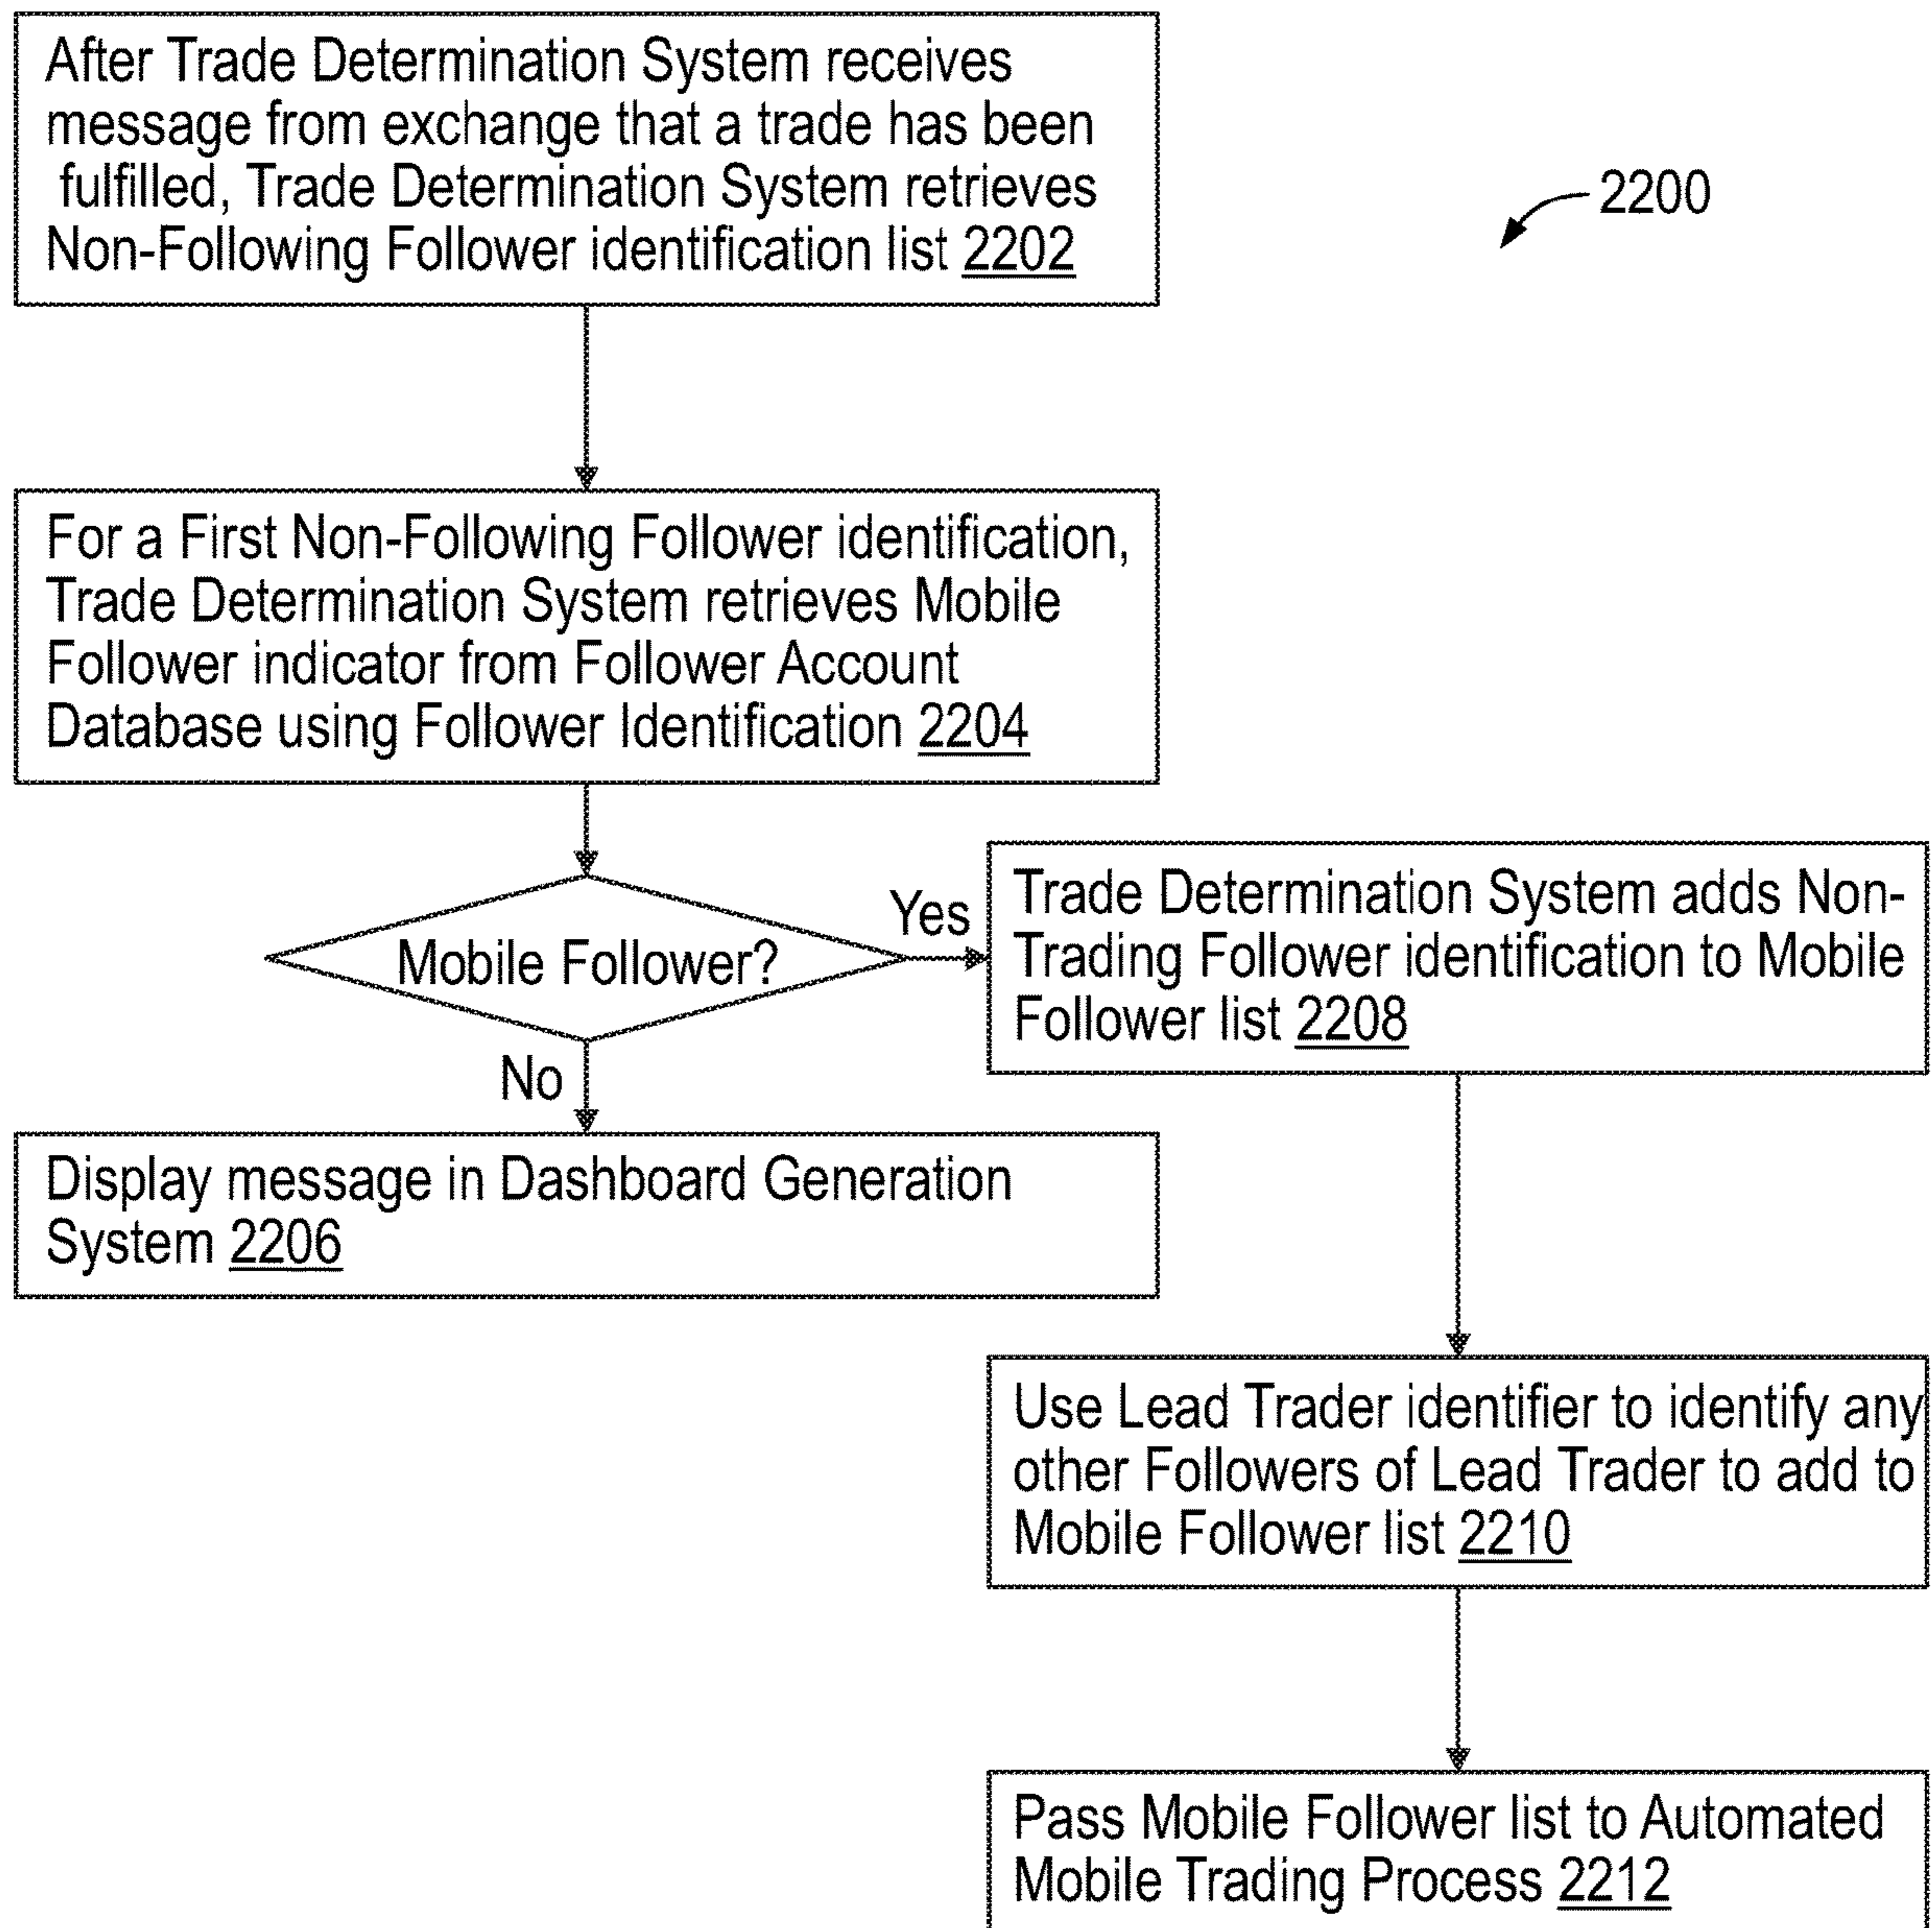 After Trade Determination System receives
message from exchange that a trade has been
fulfilled, Trade Determination System retrieves
Non-Following Follower identification list 2202
2200
For a First Non-Following Follower identification,
Trade Determination System retrieves Mobile
Follower indicator from Follower Account
Database using Follower Identification 2204
Mobile Follower?
Yes
Trade Determination System adds Non-
Trading Follower identification to Mobile
Follower list 2208
No
Display message in Dashboard Generation
System 2206
Use Lead Trader identifier to identify any
other Followers of Lead Trader to add to
Mobile Follower list 2210
Pass Mobile Follower list to Automated
Mobile Trading Process 2212